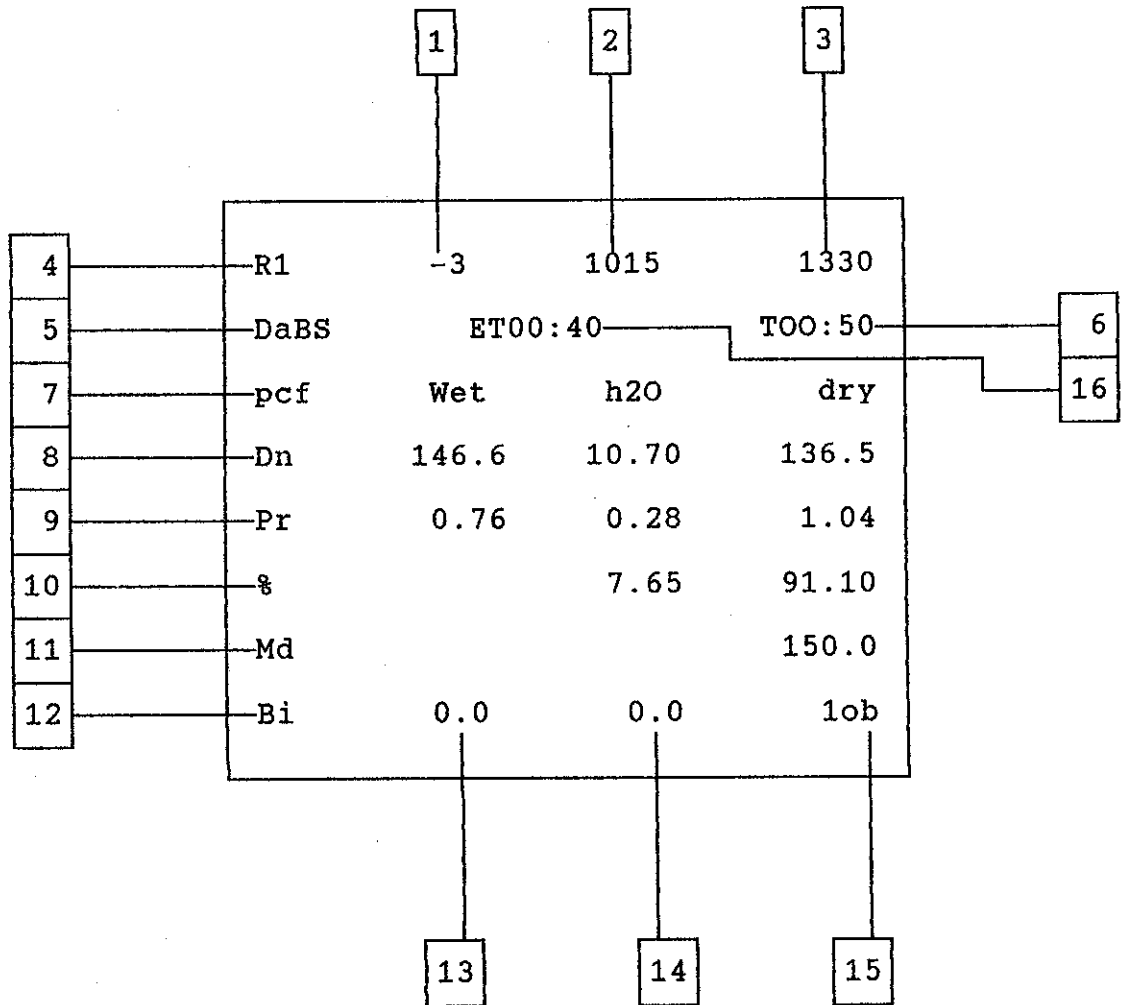 1 2 3
4 R1 -3 1015 1330
5 DaBS ET00:40 TOO:50 6
7 pcf Wet h2O dry 16
8 Dn 146.6 10.70 136.5
9 Pr 0.76 0.28 1.04
10 % 7.65 91.10
11 Md 150.0
12 Bi 0.0 0.0 1ob
13 14 15